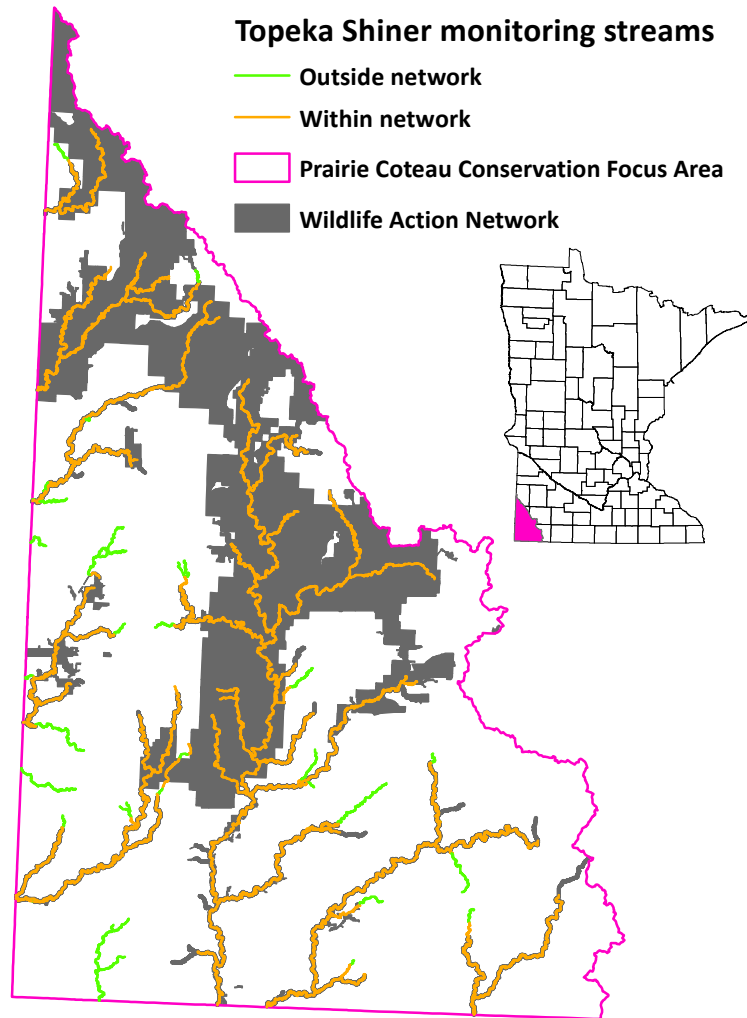 Topeka Shiner monitoring streams
Outside network
Within network
Prairie Coteau Conservation Focus Area
Wildlife Action Network